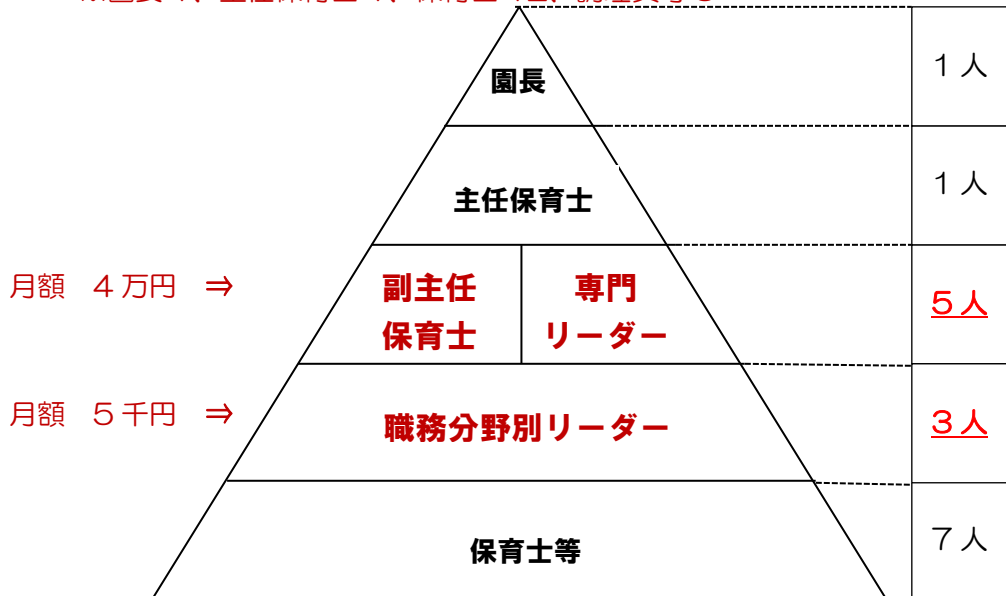 園長
1人
主任保育士
1人
月額 4万円 ⇒
副主任
保育士
専門
リーダー
5人
月額 5千円 ⇒
職務分野別リーダー
3人
保育士等
7人